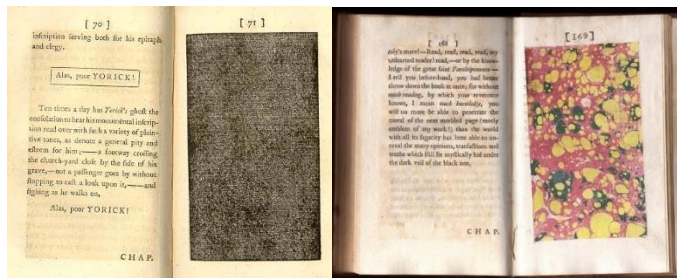 [ 70 ]
inſcription ſerving both for his epitaph
and elegy.
Alas, poor YORICK!
Ten times a day has Yorick's ghoſt the
conſolation to hear his monumental inſcrip-
tion read over with ſuch a variety of plain-
tive tones, as denote a general pity and
eſteem for him;——a footway croſſing
the church-yard cloſe by the ſide of his
grave,—not a paſſenger goes by without
ſtopping to caſt a look upon it,——and
ſighing as he walks on,
Alas, poor YORICK!
CHAP.
[ 71 ]
[ 168 ]
more!—Read, read, read, read, my
unlearned reader! read,—or by the know-
ledge of the great ſaint Paraleipomenon—
I tell you before-hand, you had better
throw down the book at once; for without
much reading, by which your reverence
knows, I mean much knowledge, you
will no more be able to penetrate the
moral of the next marbled page (motly
emblem of my work!) than the world
with all its ſagacity has been able to un-
ravel the many opinions, tranſactions and
truths which ſtill lie myſtically hid under
the dark veil of the black one.
CHAP.
[ 169 ]